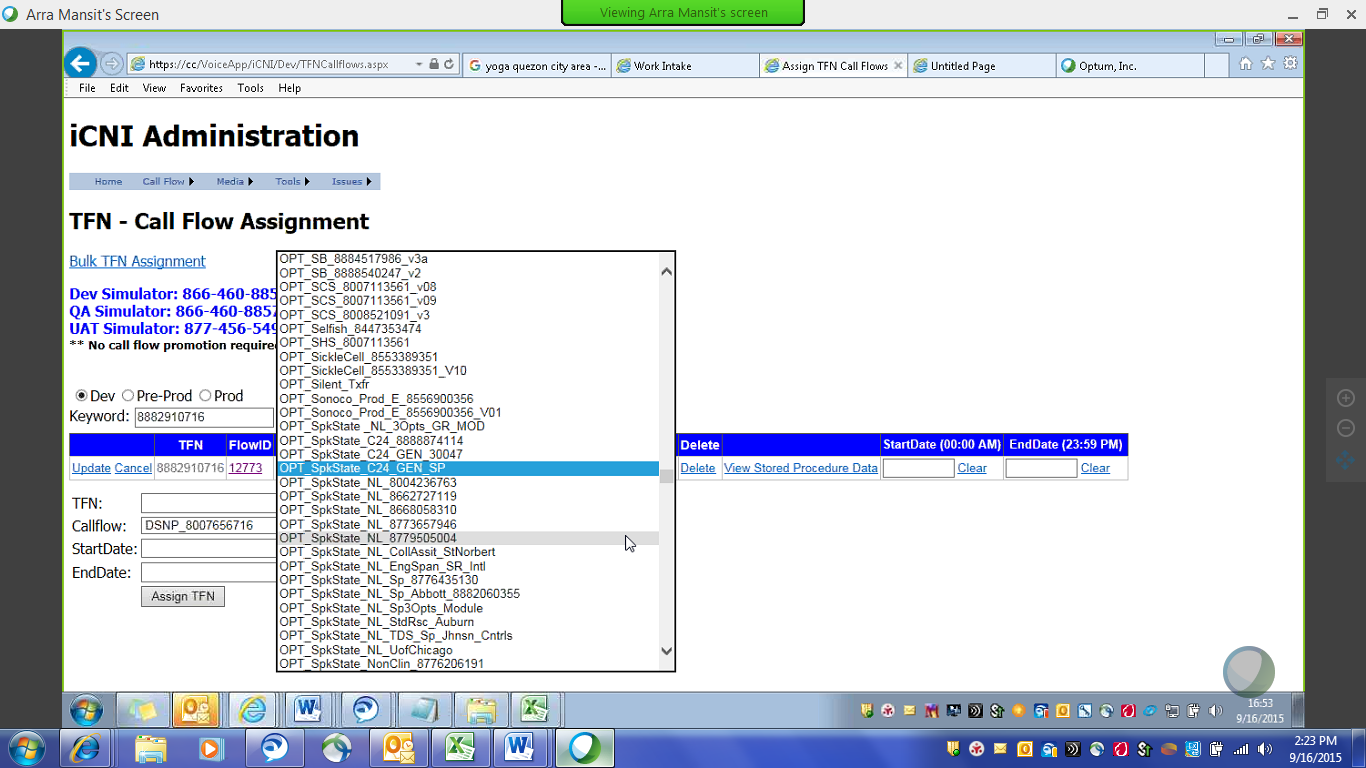 Arra Mansit's Screen
Viewing Arra Mansit's screen
https://cc/VoiceApp/iCNI/Dev/TFNCallflows.aspx
yoga quezon city area -...
Work Intake
Assign TFN Call Flows
Untitled Page
Optum, Inc.
File Edit View Favorites Tools Help
iCNI Administration
Home Call Flow Media Tools Issues
TFN - Call Flow Assignment
Bulk TFN Assignment
Dev Simulator: 866-460-885
QA Simulator: 866-460-8857
UAT Simulator: 877-456-549
** No call flow promotion require
Dev Pre-Prod Prod
Keyword: 8882910716
TFN FlowID Delete StartDate (00:00 AM) EndDate (23:59 PM)
Update Cancel 8882910716 12773 Delete View Stored Procedure Data Clear Clear
TFN:
Callflow: DSNP_8007656716
StartDate:
EndDate:
Assign TFN
OPT_SB_8884517986_v3a
OPT_SB_8888540247_v2
OPT_SCS_8007113561_v08
OPT_SCS_8007113561_v09
OPT_SCS_8008521091_v3
OPT_Selfish_8447353474
OPT_SHS_8007113561
OPT_SickleCell_8553389351
OPT_SickleCell_8553389351_V10
OPT_Silent_Txfr
OPT_Sonoco_Prod_E_8556900356
OPT_Sonoco_Prod_E_8556900356_V01
OPT_SpkState _NL_3Opts_GR_MOD
OPT_SpkState_C24_8888874114
OPT_SpkState_C24_GEN_30047
OPT_SpkState_C24_GEN_SP
OPT_SpkState_NL_8004236763
OPT_SpkState_NL_8662727119
OPT_SpkState_NL_8668058310
OPT_SpkState_NL_8773657946
OPT_SpkState_NL_8779505004
OPT_SpkState_NL_CollAssit_StNorbert
OPT_SpkState_NL_EngSpan_SR_Intl
OPT_SpkState_NL_Sp_8776435130
OPT_SpkState_NL_Sp_Abbott_8882060355
OPT_SpkState_NL_Sp3Opts_Module
OPT_SpkState_NL_StdRsc_Auburn
OPT_SpkState_NL_TDS_Sp_Jhnsn_Cntrls
OPT_SpkState_NL_UofChicago
OPT_SpkState_NonClin_8776206191
16:53
9/16/2015
2:23 PM
9/16/2015